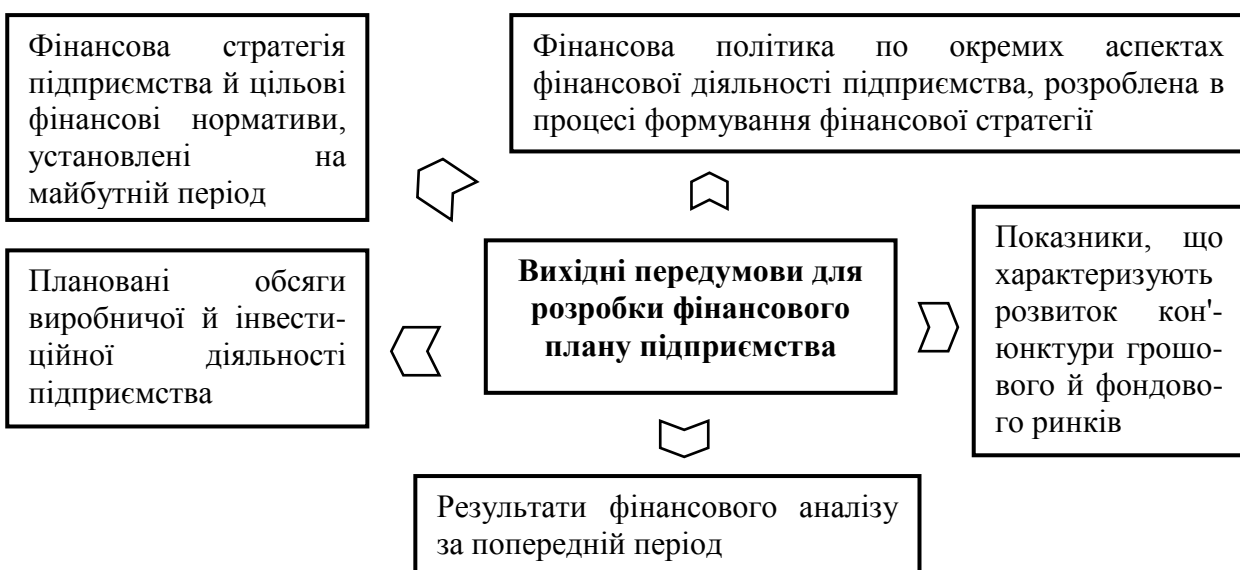 Фінансова стратегія
підприємства й цільові
фінансові нормативи,
установлені на
майбутній період
Фінансова політика по окремих аспектах
фінансової діяльності підприємства, розроблена в
процесі формування фінансової стратегії
Плановані обсяги
виробничої й інвести-
ційної діяльності
підприємства
Вихідні передумови для
розробки фінансового
плану підприємства
Показники, що
характеризують
розвиток кон'-
юнктури грошо-
вого й фондово-
го ринків
Результати фінансового аналізу
за попередній період